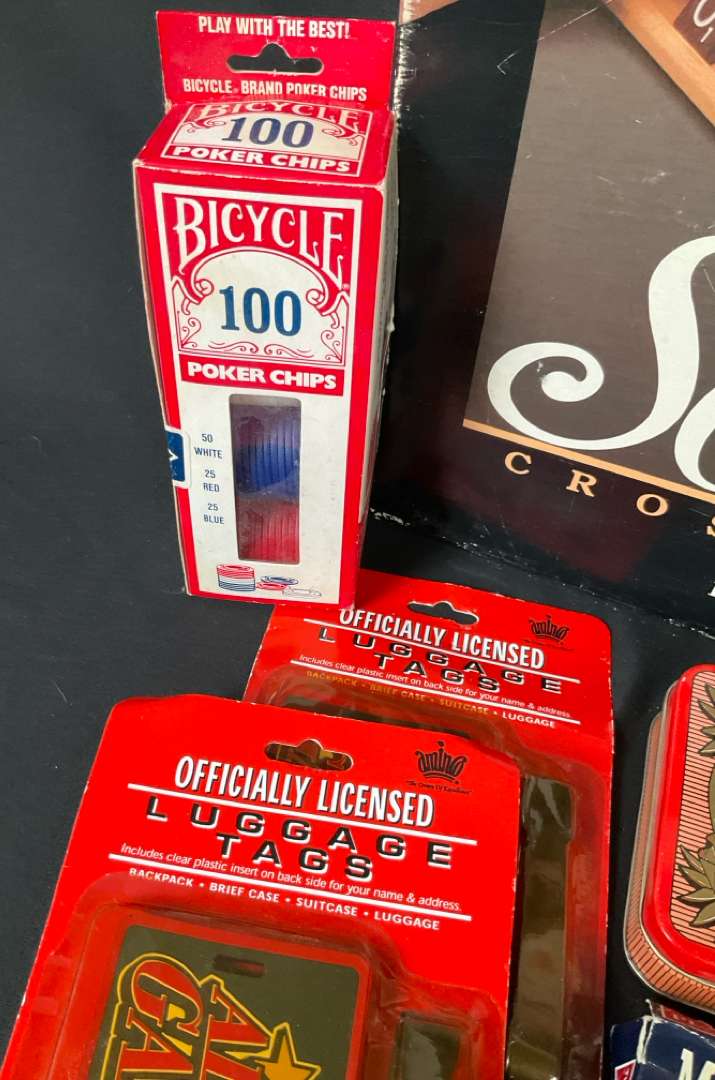 PLAY WITH THE BEST!
BICYCLE® BRAND POKER CHIPS
BICYCLE
100
POKER CHIPS
BICYCLE
100
POKER CHIPS
50
WHITE
25
RED
25
BLUE
CROS
OFFICIALLY LICENSED
LUGGAGE
TAGS
Includes clear plastic insert on back side for your name & address.
BACKPACK • BRIEF CASE • SUITCASE • LUGGAGE
amino
OFFICIALLY LICENSED
LUGGAGE
TAGS
Includes clear plastic insert on back side for your name & address.
BACKPACK • BRIEF CASE • SUITCASE • LUGGAGE
amino